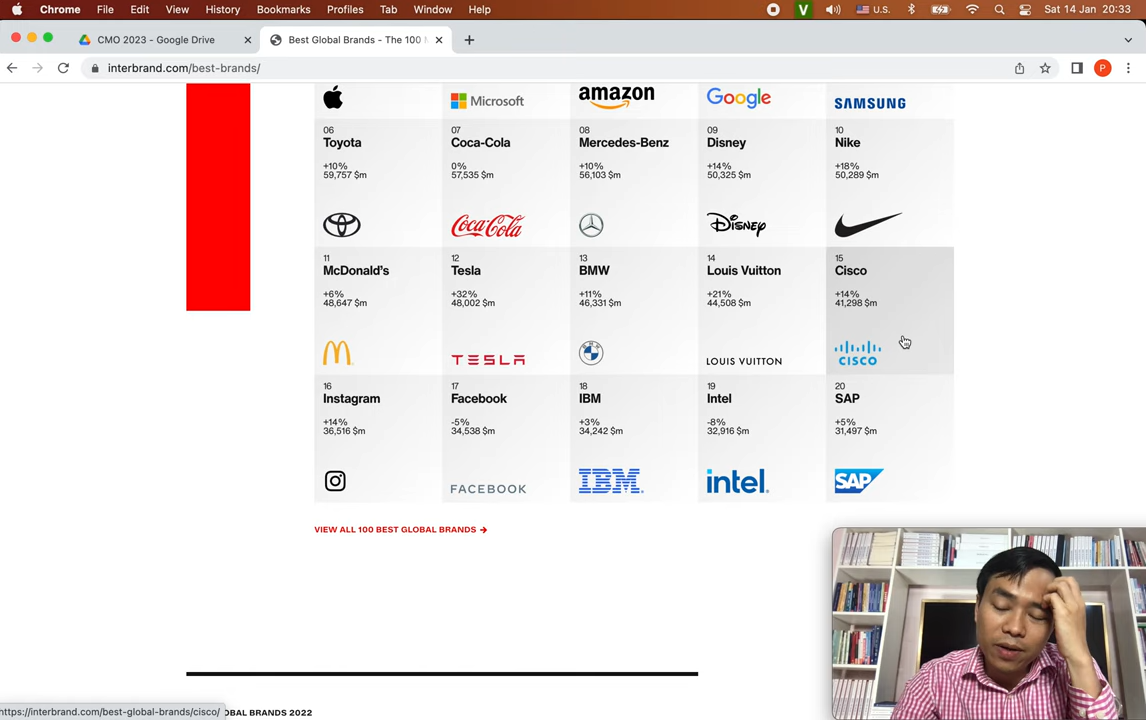 Chrome File Edit View History Bookmarks Profiles Tab Window Help V U.S. Sat 14 Jan 20:33
CMO 2023 - Google Drive Best Global Brands - The 100
interbrand.com/best-brands/ P
Microsoft amazon Google SAMSUNG
06 07 08 09 10
Toyota Coca-Cola Mercedes-Benz Disney Nike
+10% 0% +10% +14% +18%
59,757 $m 57,535 $m 56,103 $m 50,325 $m 50,289 $m
Coca-Cola Disney
11 12 13 14 15
McDonald's Tesla BMW Louis Vuitton Cisco
+6% +32% +11% +21% +14%
48,647 $m 48,002 $m 46,331 $m 44,508 $m 41,298 $m
TESLA LOUIS VUITTON CISCO
16 17 18 19 20
Instagram Facebook IBM Intel SAP
+14% -5% +3% -8% +5%
36,516 $m 34,538 $m 34,242 $m 32,916 $m 31,497 $m
FACEBOOK IBM intel SAP
VIEW ALL 100 BEST GLOBAL BRANDS →
https://interbrand.com/best-global-brands/cisco/ OBAL BRANDS 2022